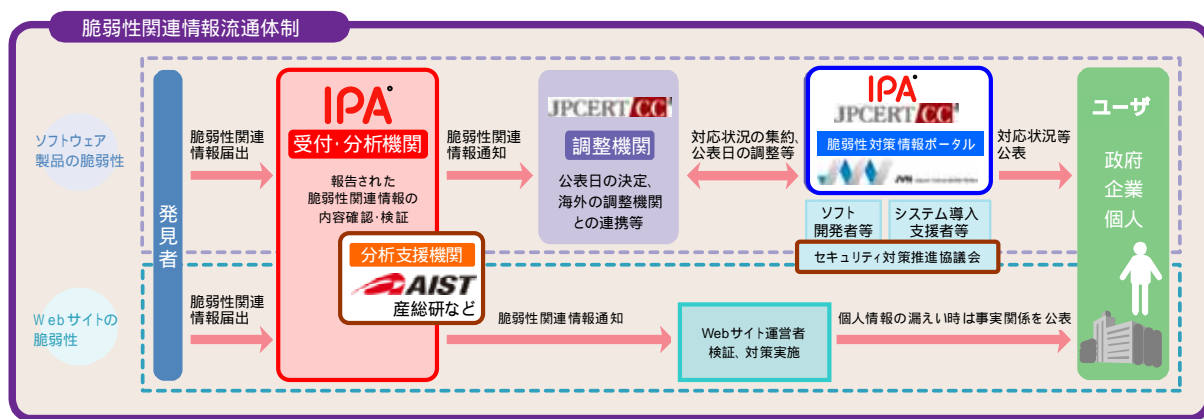 脆弱性関連情報流通体制
ソフトウェア
製品の脆弱性
発見者
脆弱性関連
情報届出
IPA
受付・分析機関
報告された
脆弱性関連情報の
内容確認・検証
分析支援機関
AIST
産総研など
脆弱性関連
情報通知
JPCERT CC
調整機関
公表日の決定、
海外の調整機関
との連携等
対応状況の集約、
公表日の調整等
IPA
JPCERT CC
脆弱性対策情報ポータル
JVN
ソフト
開発者等
システム導入
支援者等
セキュリティ対策推進協議会
対応状況等
公表
ユーザ
政府
企業
個人
Webサイトの
脆弱性
脆弱性関連
情報届出
脆弱性関連情報通知
Webサイト運営者
検証、対策実施
個人情報の漏えい時は事実関係を公表